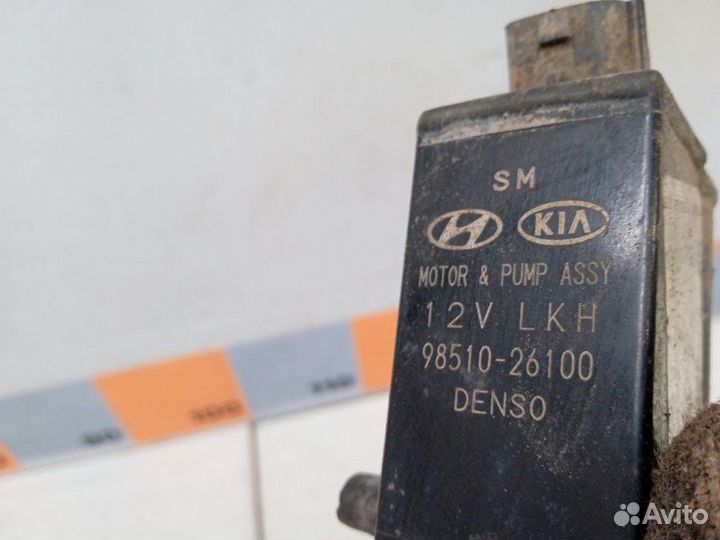 SM
KIA
MOTOR & PUMP ASSY
12V LKH
98510-26100
DENSO
Avito